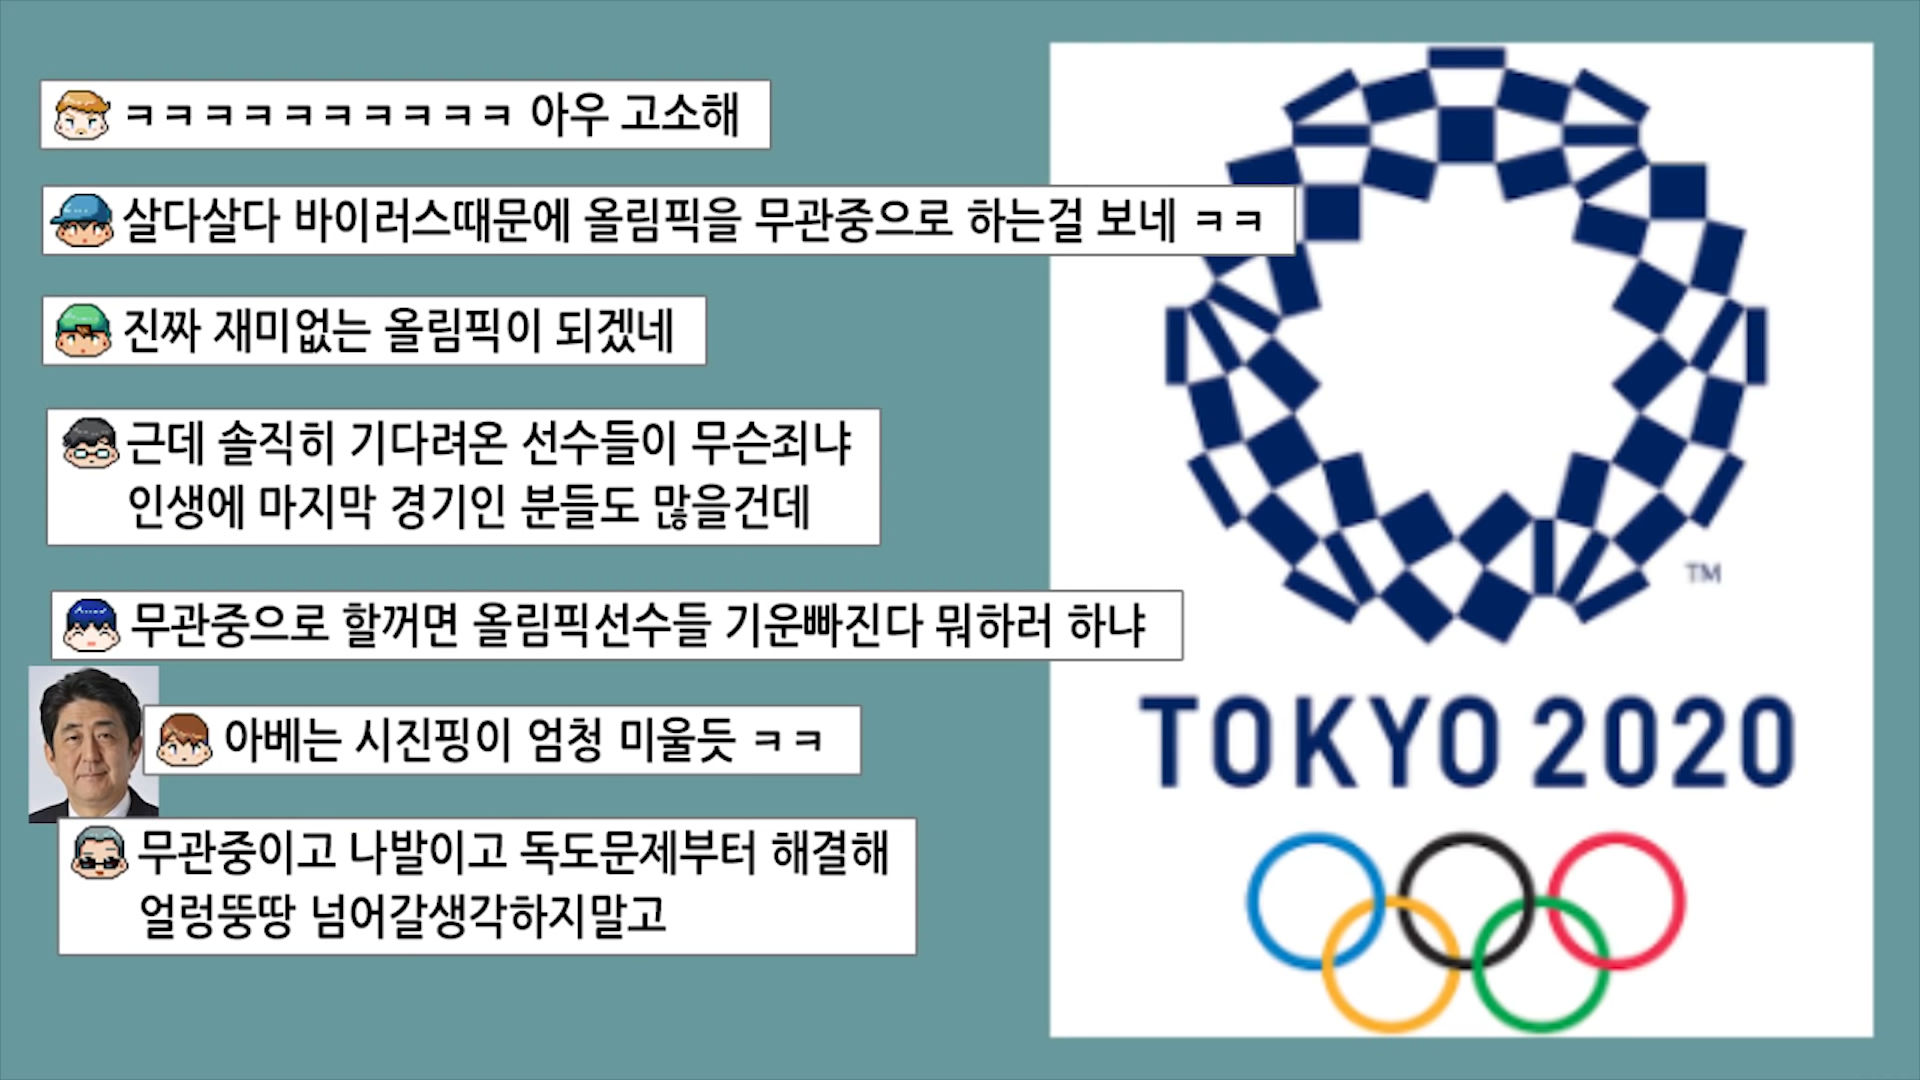 ㅋㅋㅋㅋㅋㅋㅋㅋㅋㅋ 아우 고소해
살다살다 바이러스때문에 올림픽을 무관중으로 하는걸 보네 ㅋㅋ
진짜 재미없는 올림픽이 되겠네
근데 솔직히 기다려온 선수들이 무슨죄냐
인생에 마지막 경기인 분들도 많을건데
무관중으로 할꺼면 올림픽선수들 기운빠진다 뭐하러 하냐
아베는 시진핑이 엄청 미울듯 ㅋㅋ
무관중이고 나발이고 독도문제부터 해결해
얼렁뚱땅 넘어갈생각하지말고
TM
TOKYO 2020